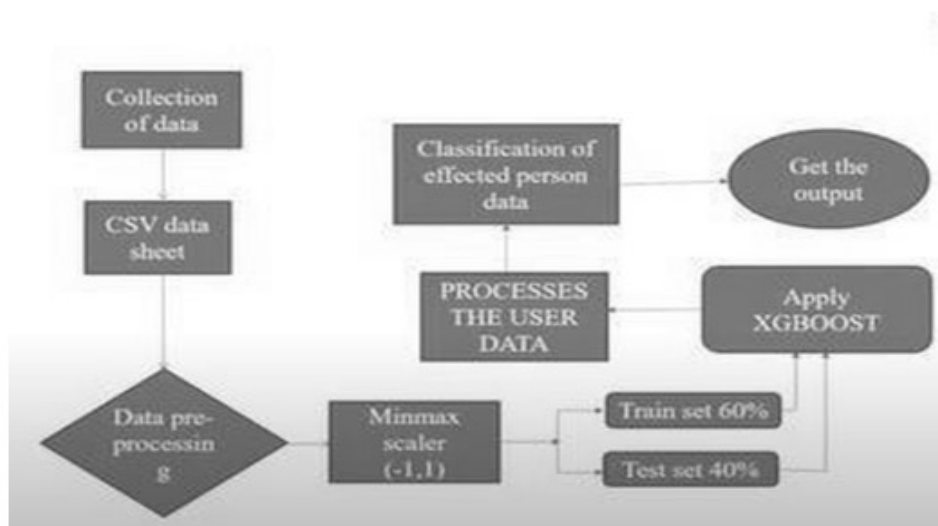 Collection
of data
CSV data
sheet
Data pre-
processin
g
Minmax
scaler
(-1,1)
Train set 60%
Test set 40%
Apply
XGBOOST
PROCESSES
THE USER
DATA
Classification of
effected person
data
Get the
output